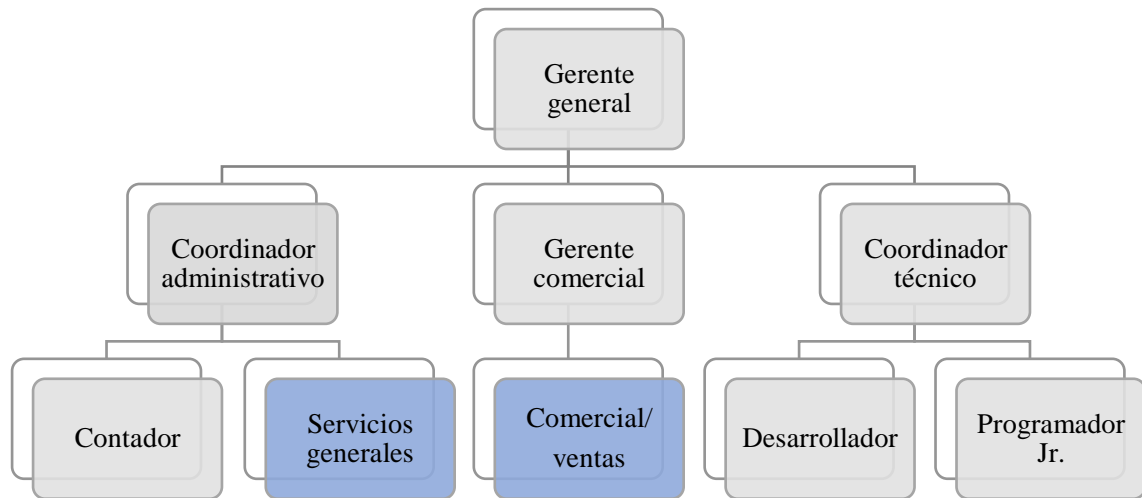 Gerente
general
Coordinador
administrativo
Gerente
comercial
Coordinador
técnico
Contador
Servicios
generales
Comercial/
ventas
Desarrollador
Programador
Jr.